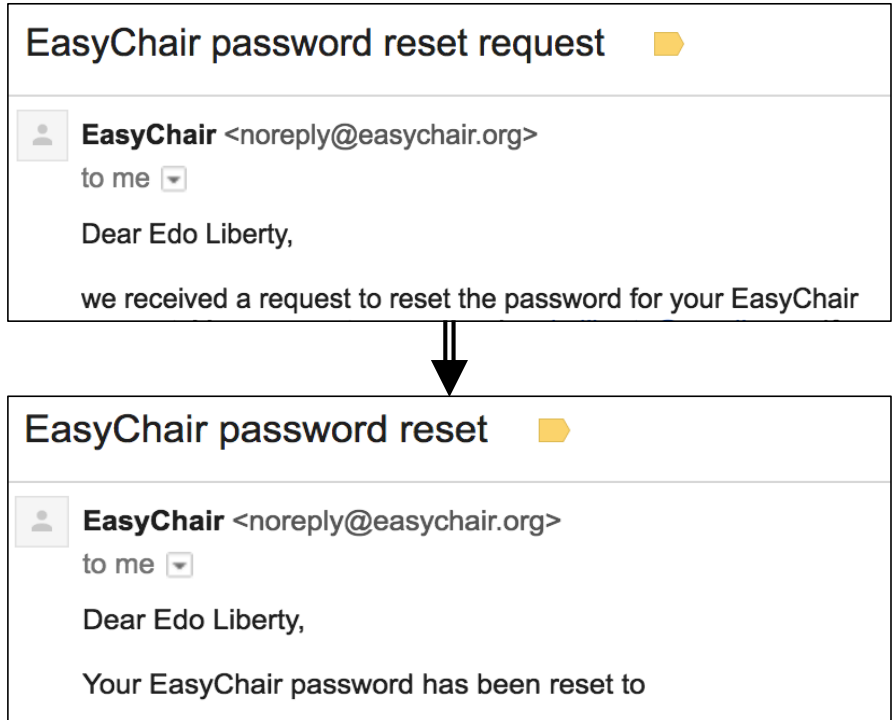 EasyChair password reset request
EasyChair <noreply@easychair.org>
to me
Dear Edo Liberty,
we received a request to reset the password for your EasyChair
EasyChair password reset
EasyChair <noreply@easychair.org>
to me
Dear Edo Liberty,
Your EasyChair password has been reset to